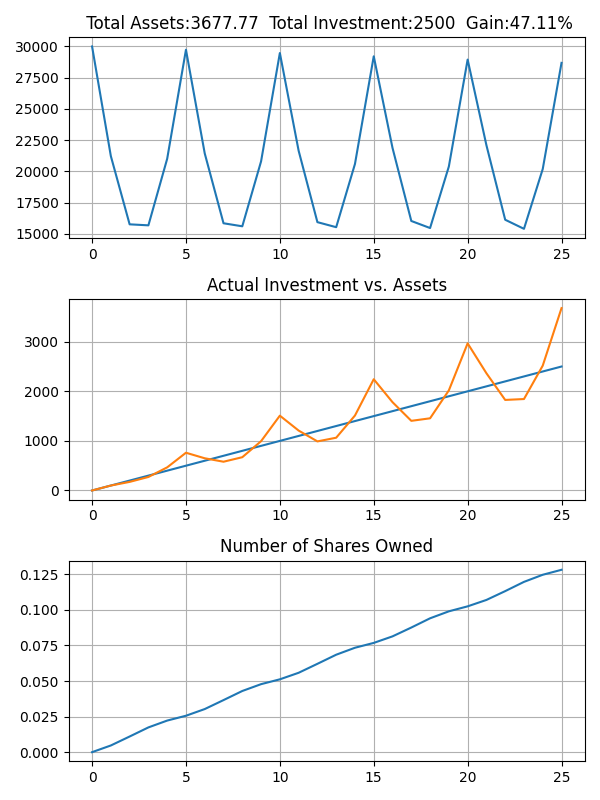 Total Assets:3677.77 Total Investment:2500 Gain:47.11%
30000
27500
25000
22500
20000
17500
15000
0 5 10 15 20 25
Actual Investment vs. Assets
3000
2000
1000
0
0 5 10 15 20 25
Number of Shares Owned
0.125
0.100
0.075
0.050
0.025
0.000
0 5 10 15 20 25